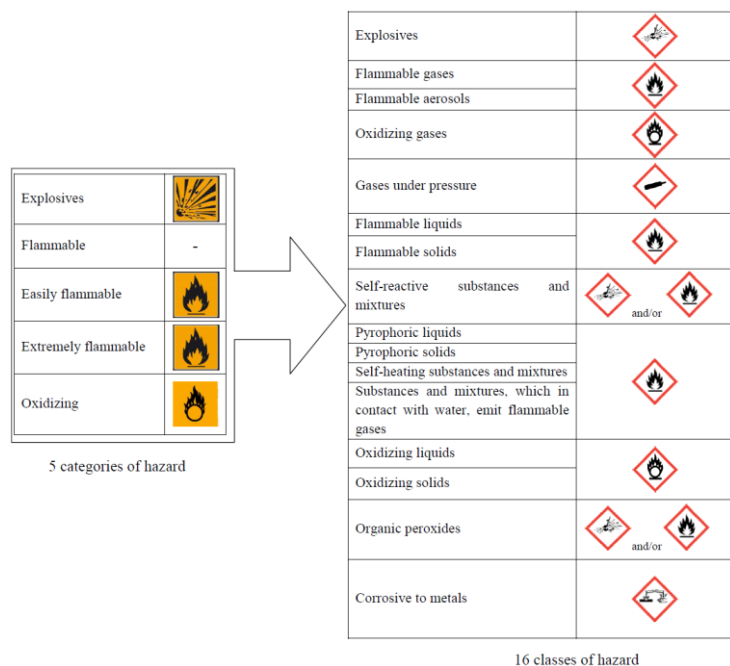 Explosives
Flammable
-
Easily flammable
Extremely flammable
Oxidizing
5 categories of hazard
Explosives
Flammable gases
Flammable aerosols
Oxidizing gases
Gases under pressure
Flammable liquids
Flammable solids
Self-reactive substances and
mixtures
and/or
Pyrophoric liquids
Pyrophoric solids
Self-heating substances and mixtures
Substances and mixtures, which in
contact with water, emit flammable
gases
Oxidizing liquids
Oxidizing solids
Organic peroxides
and/or
Corrosive to metals
16 classes of hazard